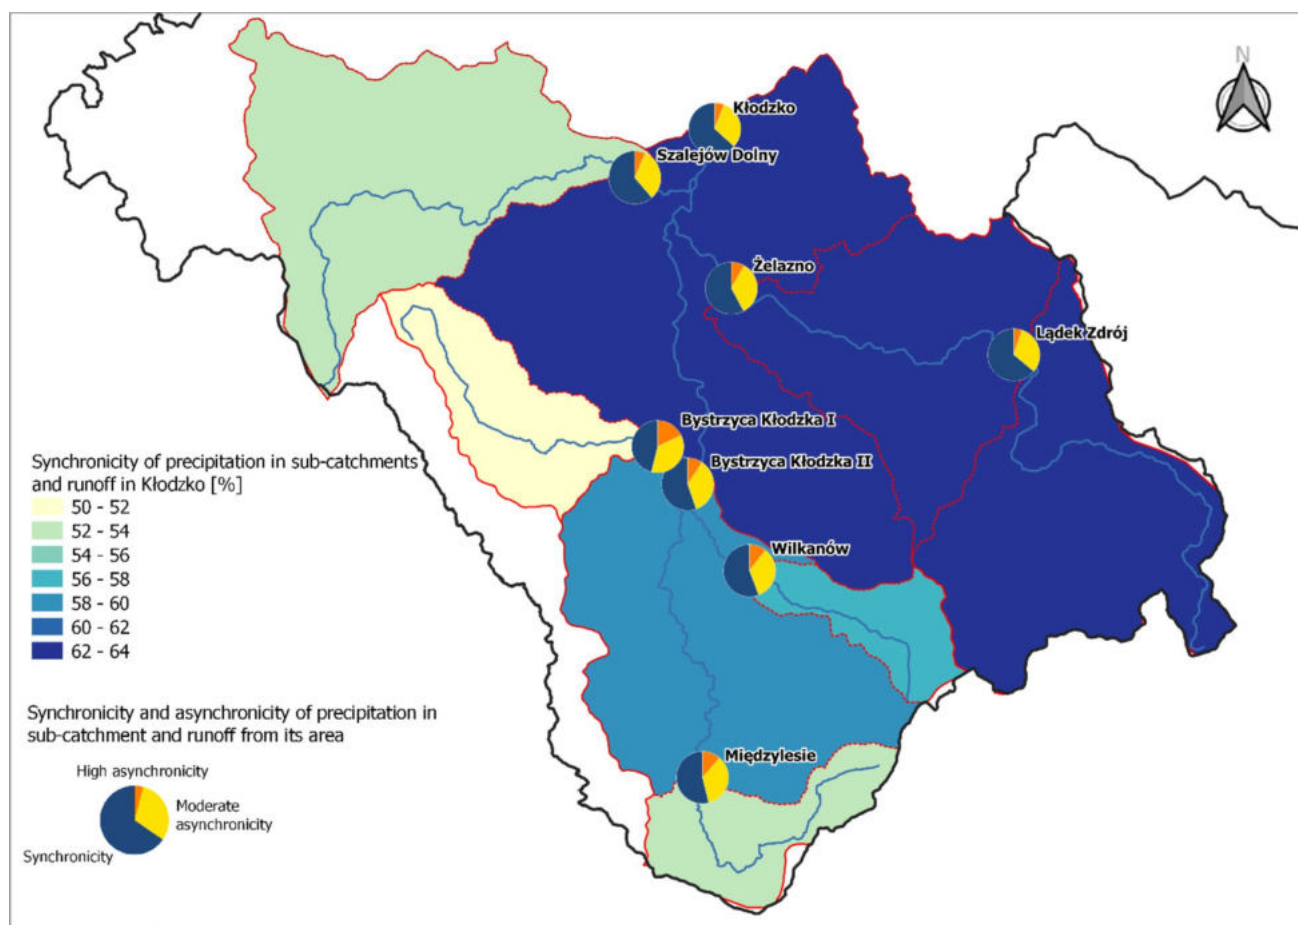 N
Kłodzko
Szalejów Dolny
Żelazno
Lądek Zdrój
Bystrzyca Kłodzka I
Bystrzyca Kłodzka II
Wilkanów
Międzylesie
Synchronicity of precipitation in sub-catchments
and runoff in Kłodzko [%]
50 - 52
52 - 54
54 - 56
56 - 58
58 - 60
60 - 62
62 - 64
Synchronicity and asynchronicity of precipitation in
sub-catchment and runoff from its area
High asynchronicity
Moderate
asynchronicity
Synchronicity